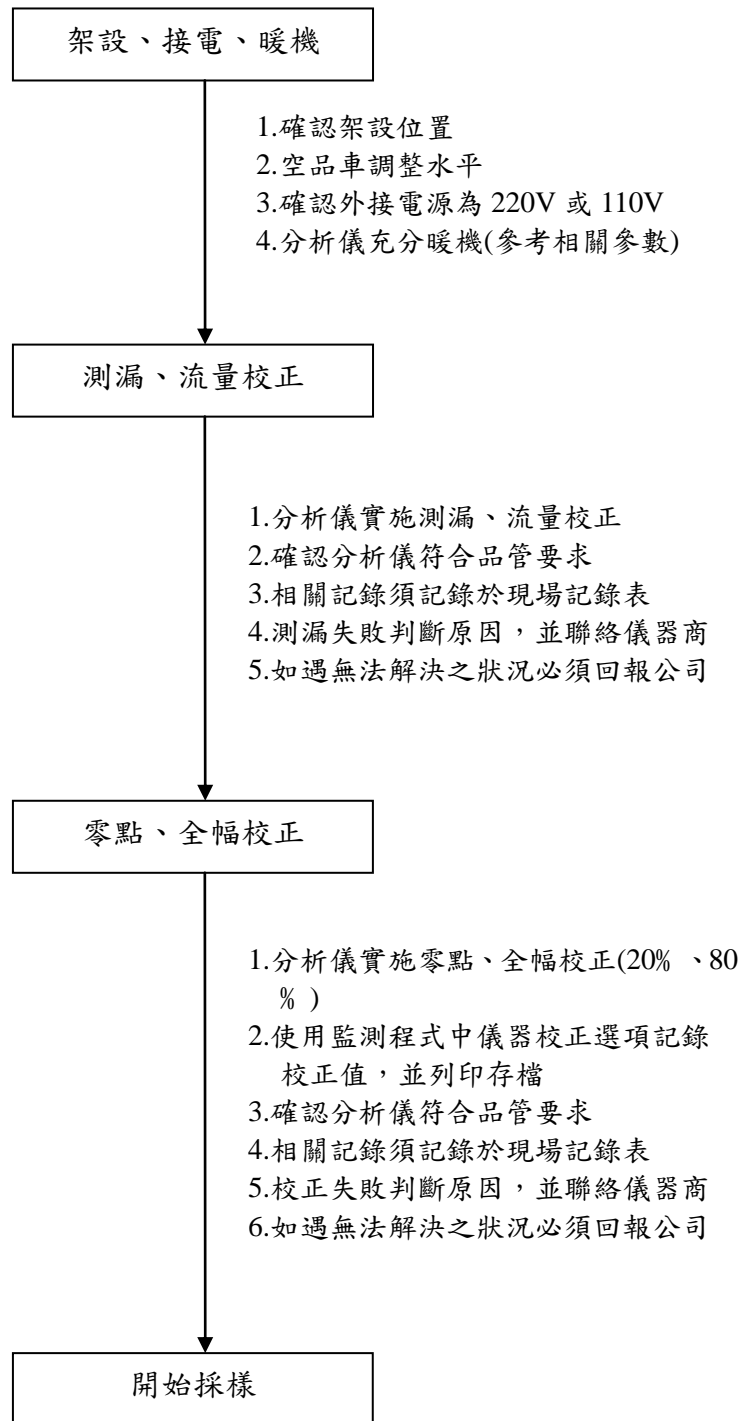 架設、接電、暖機
1.確認架設位置
2.空品車調整水平
3.確認外接電源為 220V 或 110V
4.分析儀充分暖機(參考相關參數)
測漏、流量校正
1.分析儀實施測漏、流量校正
2.確認分析儀符合品管要求
3.相關記錄須記錄於現場記錄表
4.測漏失敗判斷原因，並聯絡儀器商
5.如遇無法解決之狀況必須回報公司
零點、全幅校正
1.分析儀實施零點、全幅校正(20% 、80
% )
2.使用監測程式中儀器校正選項記錄
校正值，並列印存檔
3.確認分析儀符合品管要求
4.相關記錄須記錄於現場記錄表
5.校正失敗判斷原因，並聯絡儀器商
6.如遇無法解決之狀況必須回報公司
開始採樣